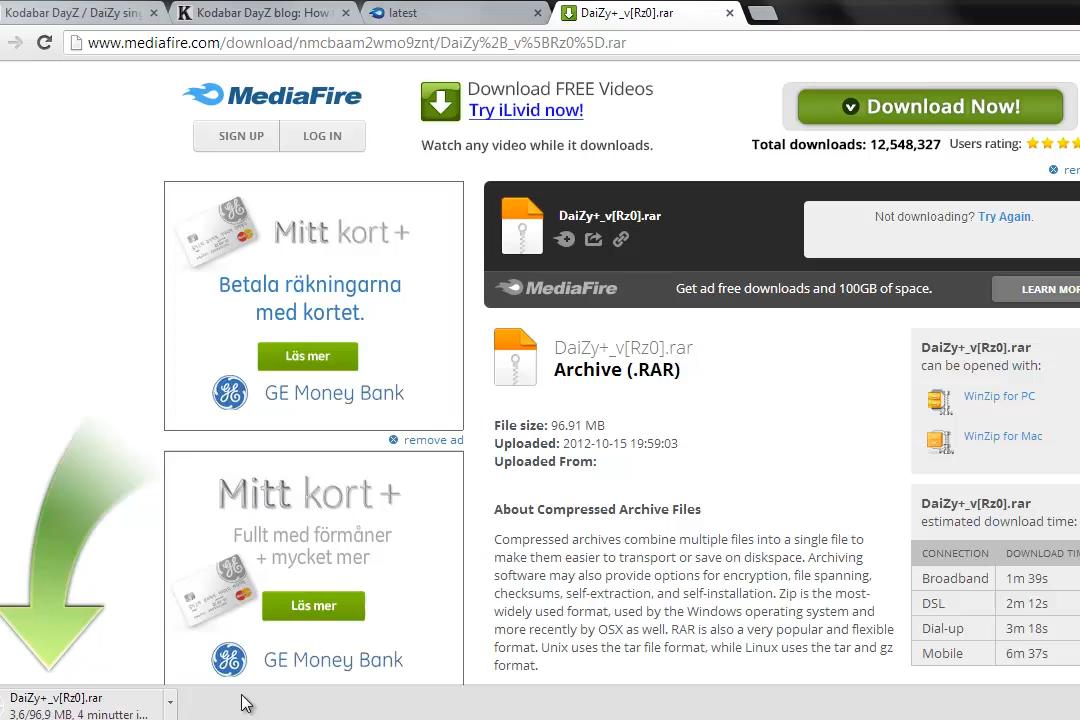 Kodabar DayZ / DaiZy sin
Kodabar DayZ blog: How
latest
DaiZy+_v[Rz0].rar
www.mediafire.com/download/nmcbaam2wmo9znt/DaiZy%2B_v%5BRz0%5D.rar
MediaFire
SIGN UP
LOG IN
Download FREE Videos
Try iLivid now!
Watch any video while it downloads.
Download Now!
Total downloads: 12,548,327 Users rating:
Mitt kort+
Betala räkningarna
med kortet.
Läs mer
GE Money Bank
remove ad
Mitt kort+
Fullt med förmåner
+ mycket mer
Läs mer
GE Money Bank
DaiZy+_v[Rz0].rar
Not downloading? Try Again.
MediaFire
Get ad free downloads and 100GB of space.
LEARN MOR
DaiZy+_v[Rz0].rar
Archive (.RAR)
File size: 96.91 MB
Uploaded: 2012-10-15 19:59:03
Uploaded From:
About Compressed Archive Files
Compressed archives combine multiple files into a single file to
make them easier to transport or save on diskspace. Archiving
software may also provide options for encryption, file spanning,
checksums, self-extraction, and self-installation. Zip is the most-
widely used format, used by the Windows operating system and
more recently by OSX as well. RAR is also a very popular and flexible
format. Unix uses the tar file format, while Linux uses the tar and gz
format.
DaiZy+_v[Rz0].rar
can be opened with:
WinZip for PC
WinZip for Mac
DaiZy+_v[Rz0].rar
estimated download time:
CONNECTION DOWNLOAD TIM
Broadband 1m 39s
DSL 2m 12s
Dial-up 3m 18s
Mobile 6m 37s
DaiZy+_v[Rz0].rar
3,6/96,9 MB, 4 minutter i...